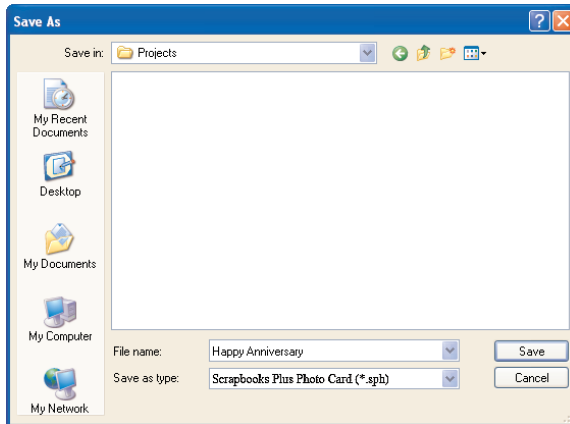 Save As
Save in: Projects
My Recent
Documents
Desktop
My Documents
My Computer
My Network
File name: Happy Anniversary Save
Save as type: Scrapbooks Plus Photo Card (*.sph) Cancel